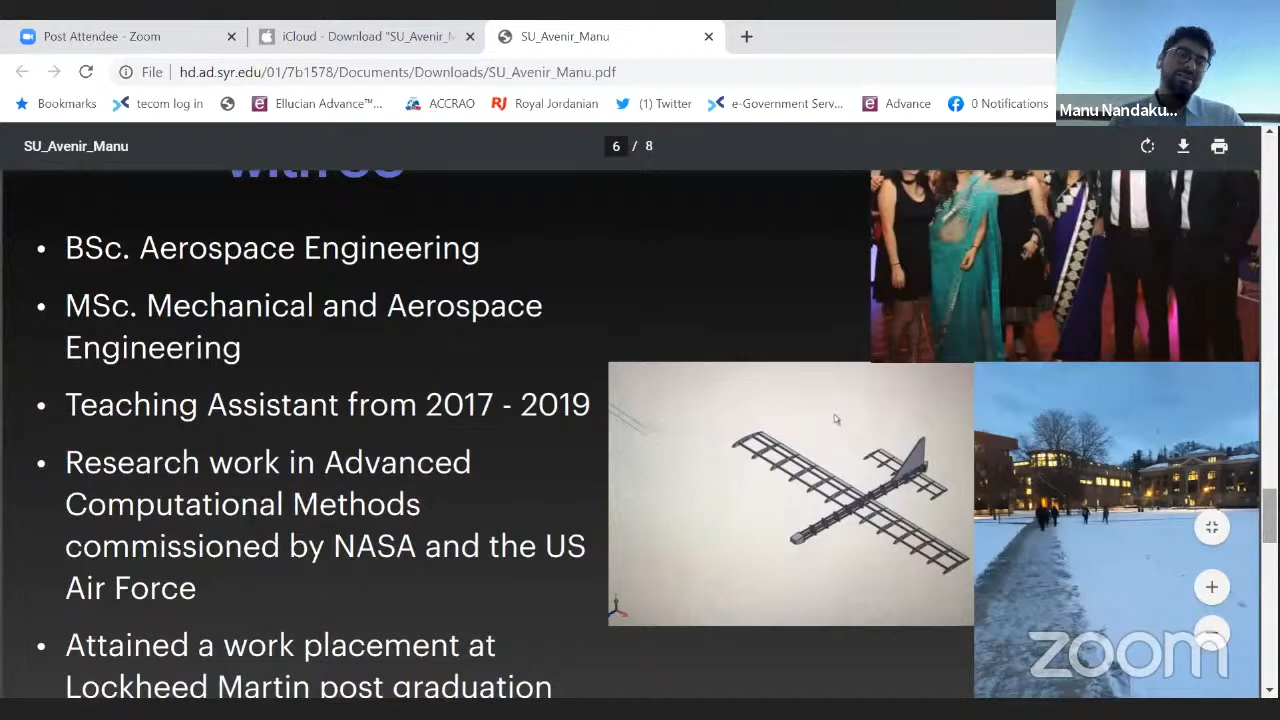 Post Attendee - Zoom
iCloud - Download "SU_Avenir_M
SU_Avenir_Manu
File
hd.ad.syr.edu/01/7b1578/Documents/Downloads/SU_Avenir_Manu.pdf
Bookmarks
tecom log in
Ellucian Advance™...
ACCRAO
RJ
Royal Jordanian
(1) Twitter
e-Government Serv...
Advance
0 Notifications
Manu Nandaku...
SU_Avenir_Manu
6 / 8
with SU
• BSc. Aerospace Engineering
• MSc. Mechanical and Aerospace
Engineering
• Teaching Assistant from 2017 - 2019
• Research work in Advanced
Computational Methods
commissioned by NASA and the US
Air Force
• Attained a work placement at
Lockheed Martin post graduation
zoom